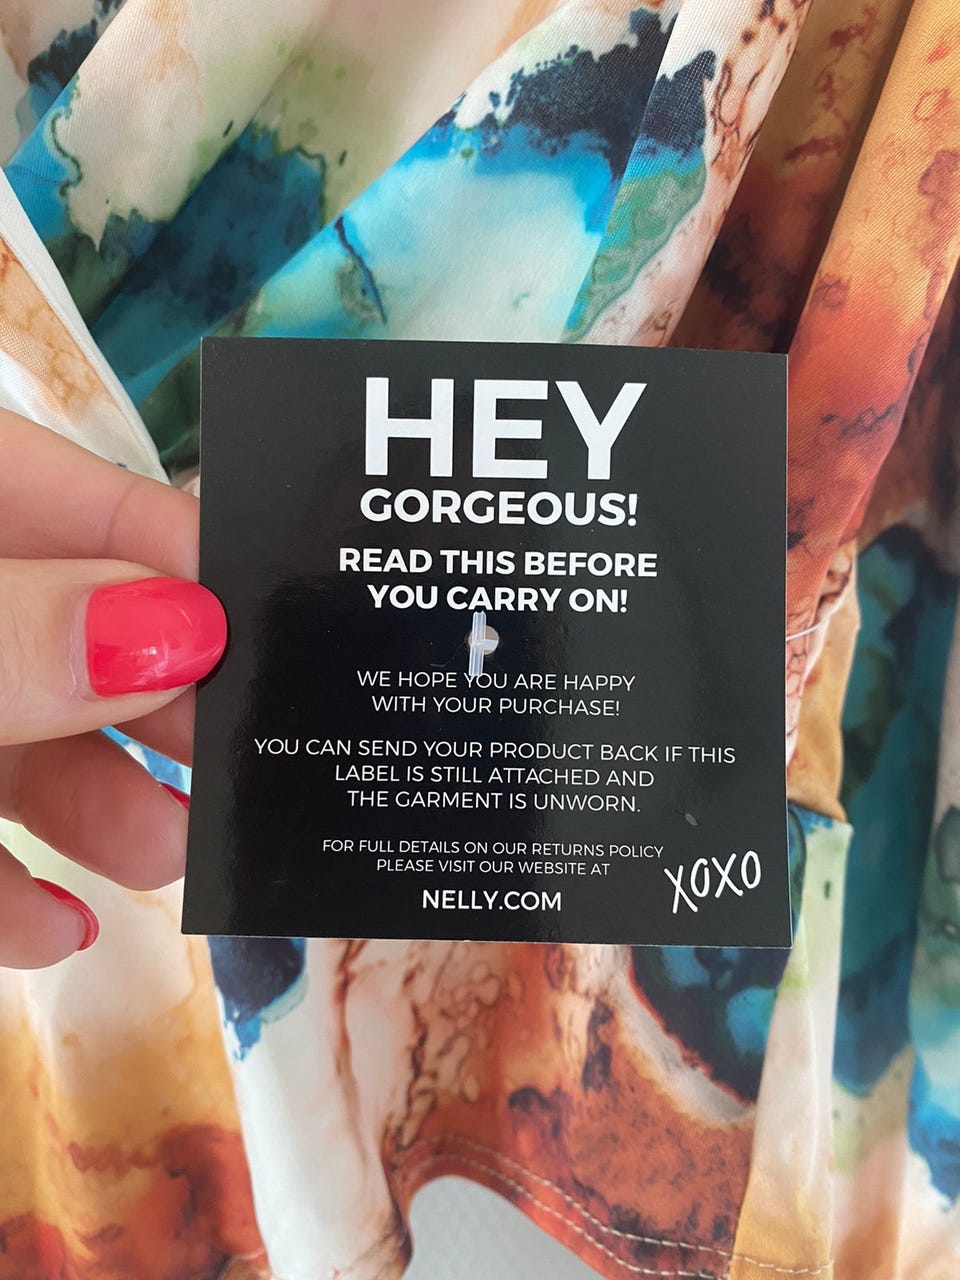 HEY
GORGEOUS!
READ THIS BEFORE
YOU CARRY ON!
WE HOPE YOU ARE HAPPY
WITH YOUR PURCHASE!
YOU CAN SEND YOUR PRODUCT BACK IF THIS
LABEL IS STILL ATTACHED AND
THE GARMENT IS UNWORN.
FOR FULL DETAILS ON OUR RETURNS POLICY
PLEASE VISIT OUR WEBSITE AT
NELLY.COM
XOXO